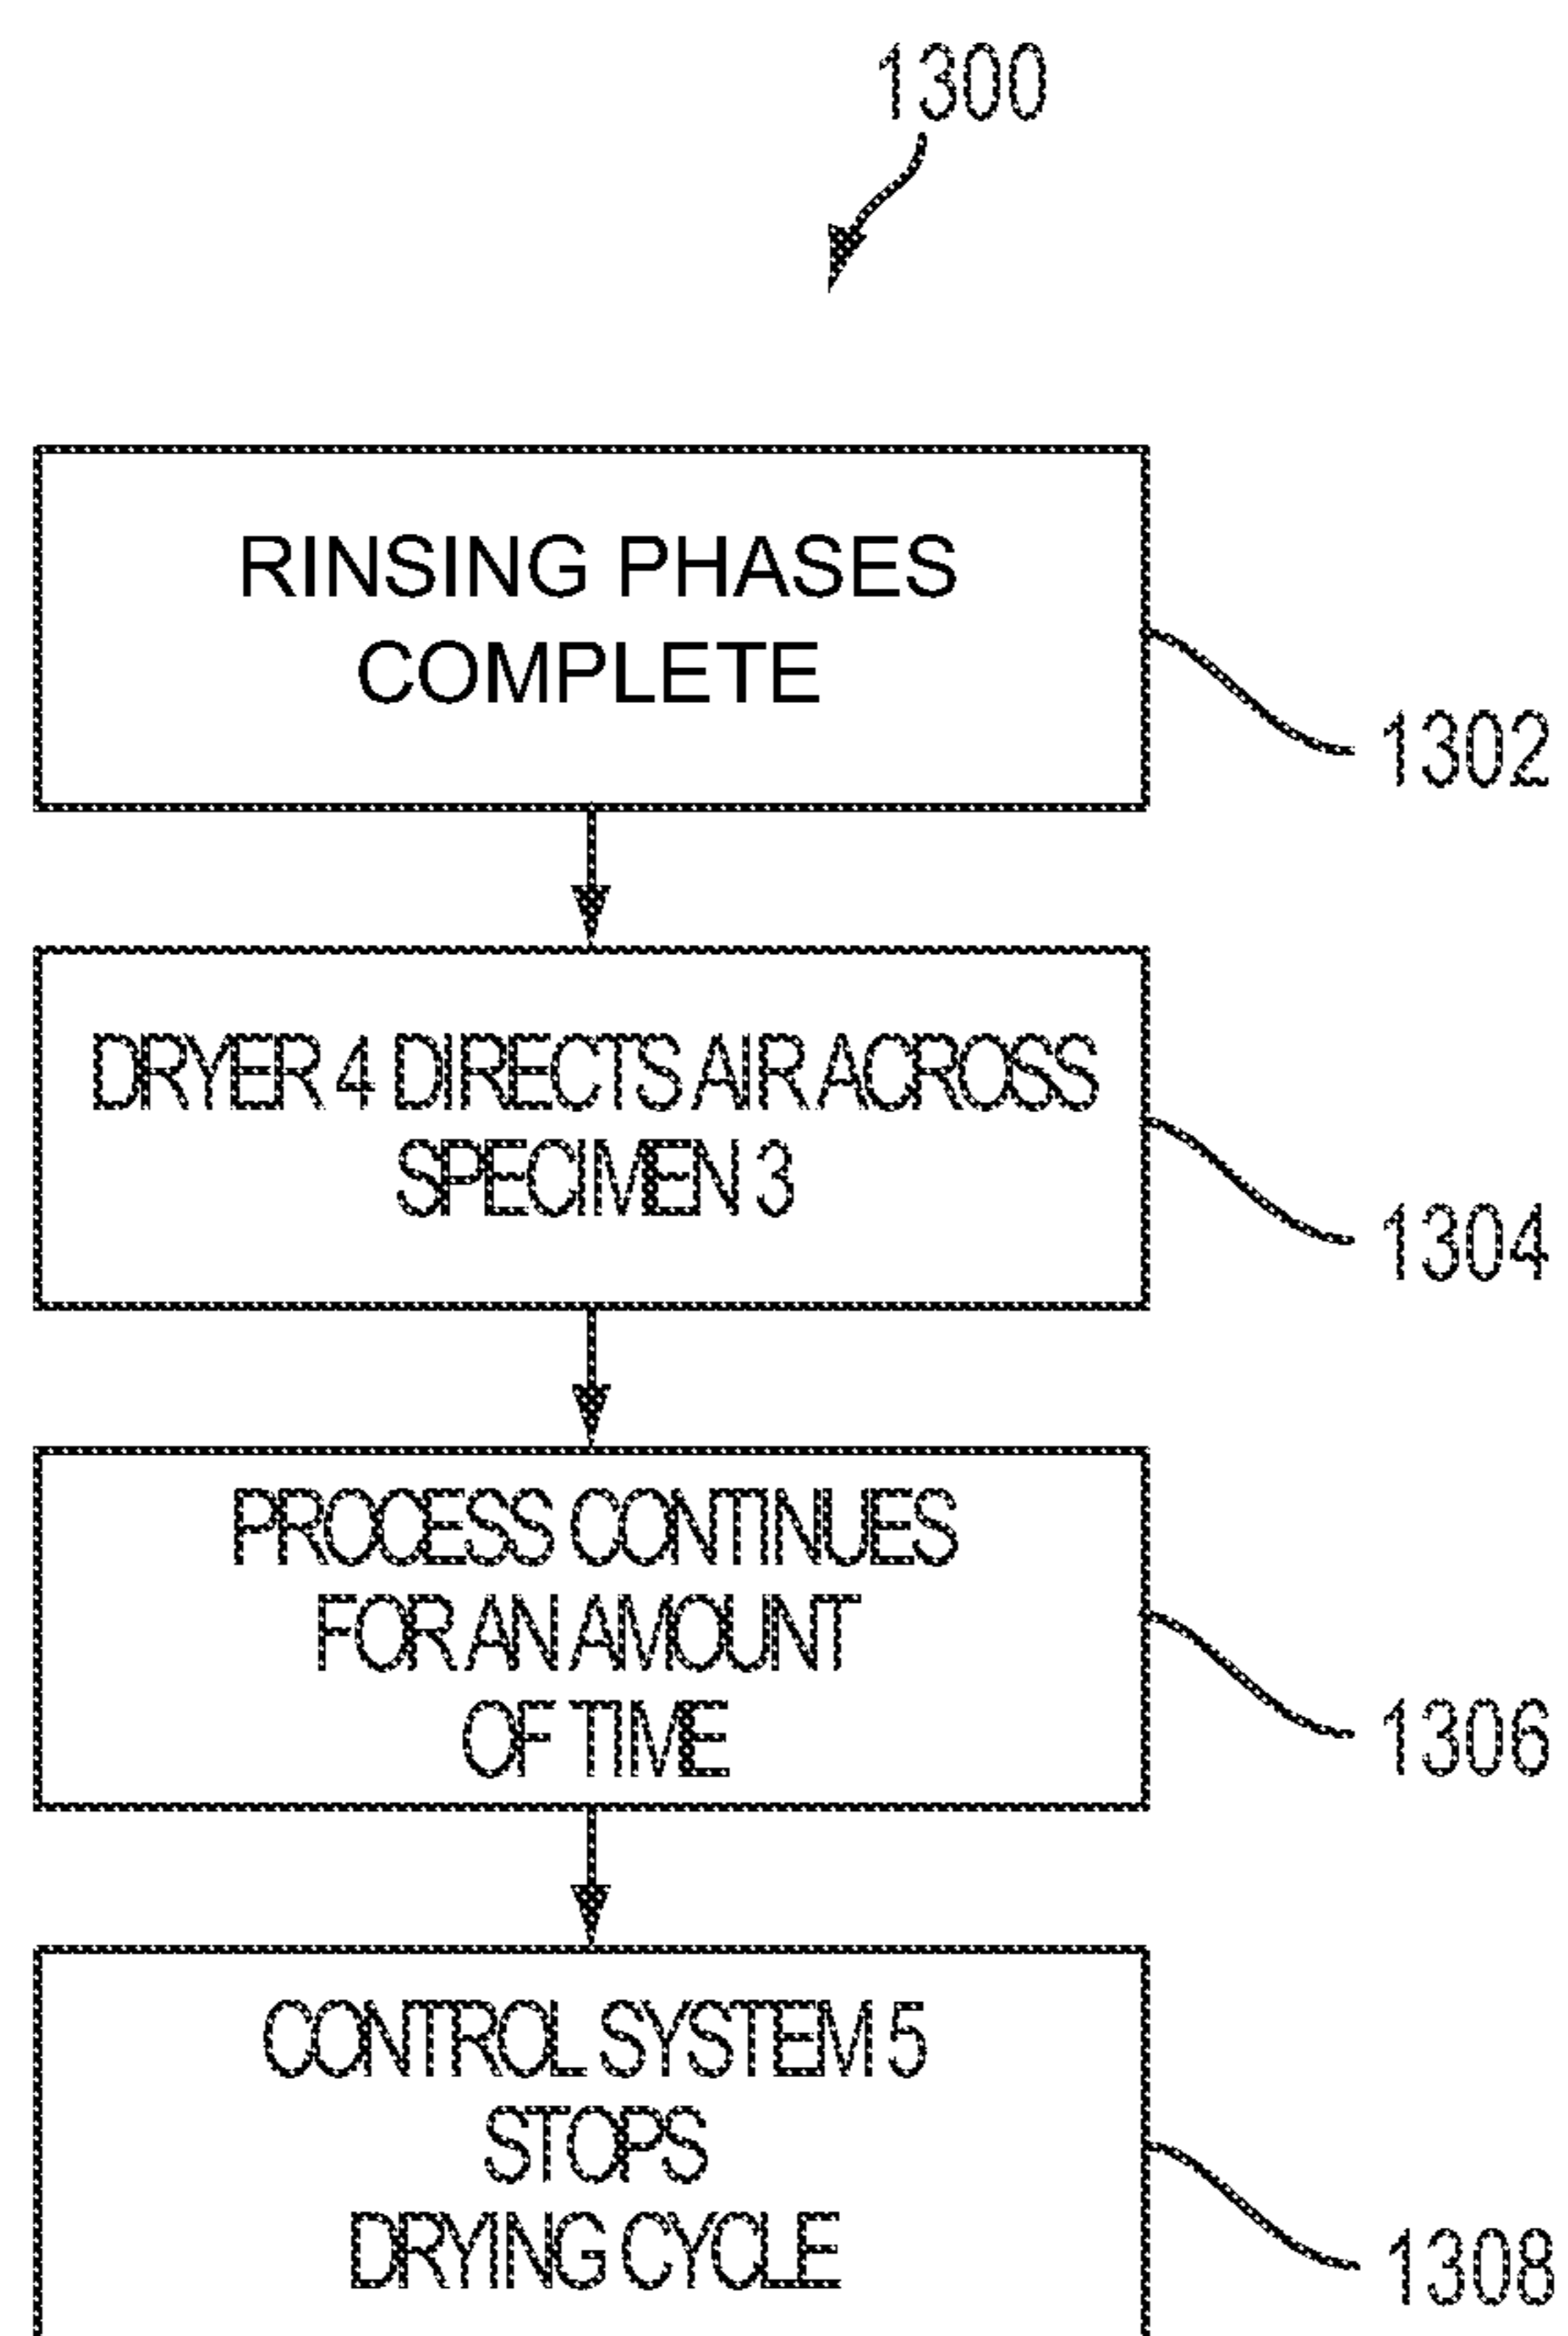 1300
RINSING PHASES
COMPLETE
1302
DRYER 4 DIRECTS AIR ACROSS
SPECIMEN 3
1304
PROCESS CONTINUES
FOR AN AMOUNT
OF TIME
1306
CONTROL SYSTEM 5
STOPS
DRYING CYCLE
1308